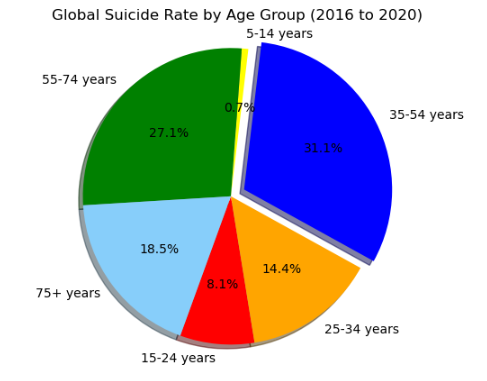 Global Suicide Rate by Age Group (2016 to 2020)
5-14 years
55-74 years
0.7%
35-54 years
27.1%
31.1%
18.5%
14.4%
8.1%
75+ years
25-34 years
15-24 years